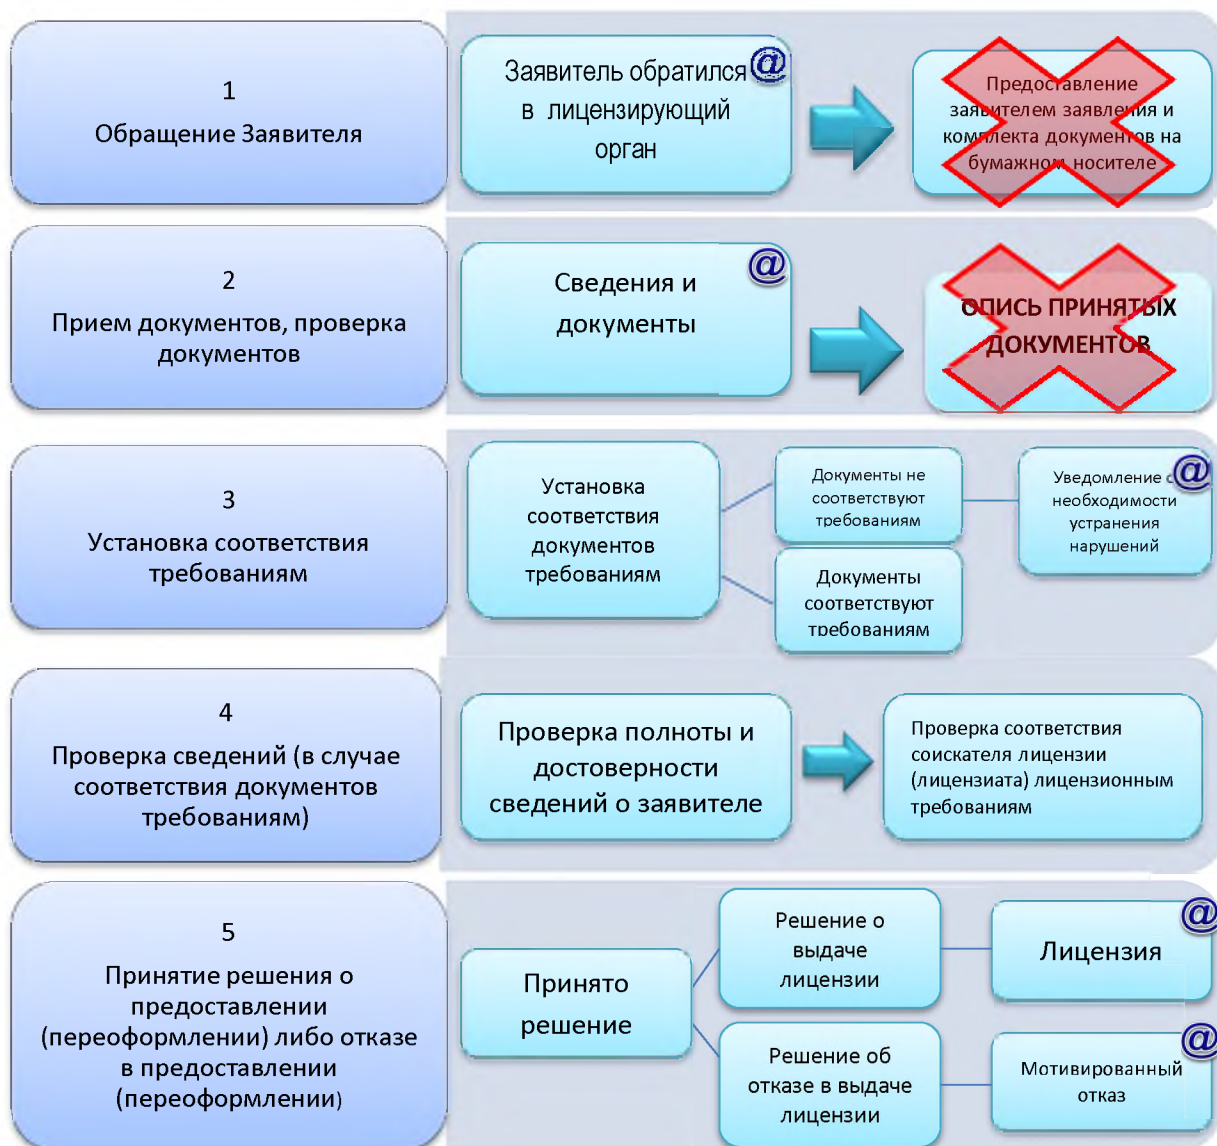 1
Обращение Заявителя
@
Заявитель обратился
в лицензирующий
орган
Предоставление
заявителем заявления и
комплекта документов на
бумажном носителе
2
Прием документов, проверка
документов
@
Сведения и
документы
ОПИСЬ ПРИНЯТЫХ
ДОКУМЕНТОВ
3
Установка соответствия
требованиям
Установка
соответствия
документов
требованиям
Документы не
соответствуют
требованиям
Документы
соответствуют
требованиям
@
Уведомление о
необходимости
устранения
нарушений
4
Проверка сведений (в случае
соответствия документов
требованиям)
Проверка полноты и
достоверности
сведений о заявителе
Проверка соответствия
соискателя лицензии
(лицензиата) лицензионным
требованиям
5
Принятие решения о
предоставлении
(переоформлении) либо отказе
в предоставлении
(переоформлении)
Принято
решение
Решение о
выдаче
лицензии
@
Лицензия
Решение об
отказе в выдаче
лицензии
@
Мотивированный
отказ